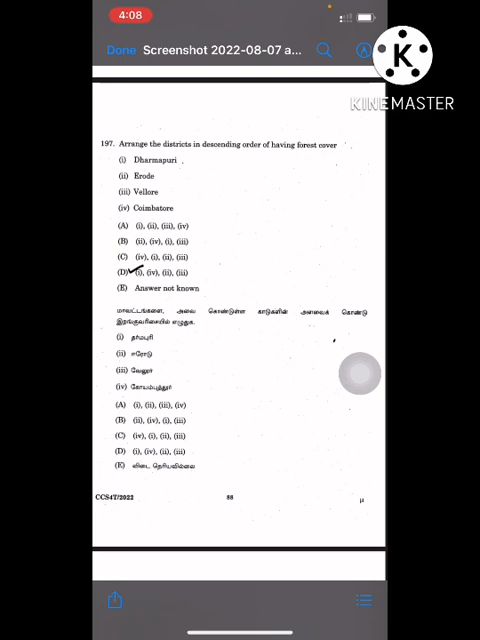 4:08
Done Screenshot 2022-08-07 a...
K
KINEMASTER
197. Arrange the districts in descending order of having forest cover
(i) Dharmapuri
(ii) Erode
(iii) Vellore
(iv) Coimbatore
(A) (i), (ii), (iii), (iv)
(B) (ii), (iv), (i), (iii)
(C) (iv), (i), (ii), (iii)
(D) (i), (iv), (ii), (iii)
(E) Answer not known
மாவட்டங்களை, அவை கொண்டுள்ள காடுகளின் அளவைக் கொண்டு
இறங்குவரிசையில் எழுதுக.
(i) தர்மபுரி
(ii) ஈரோடு
(iii) வேலூர்
(iv) கோயம்புத்தூர்
(A) (i), (ii), (iii), (iv)
(B) (ii), (iv), (i), (iii)
(C) (iv), (i), (ii), (iii)
(D) (i), (iv), (ii), (iii)
(E) விடை தெரியவில்லை
CCS4T/2022 88 μ